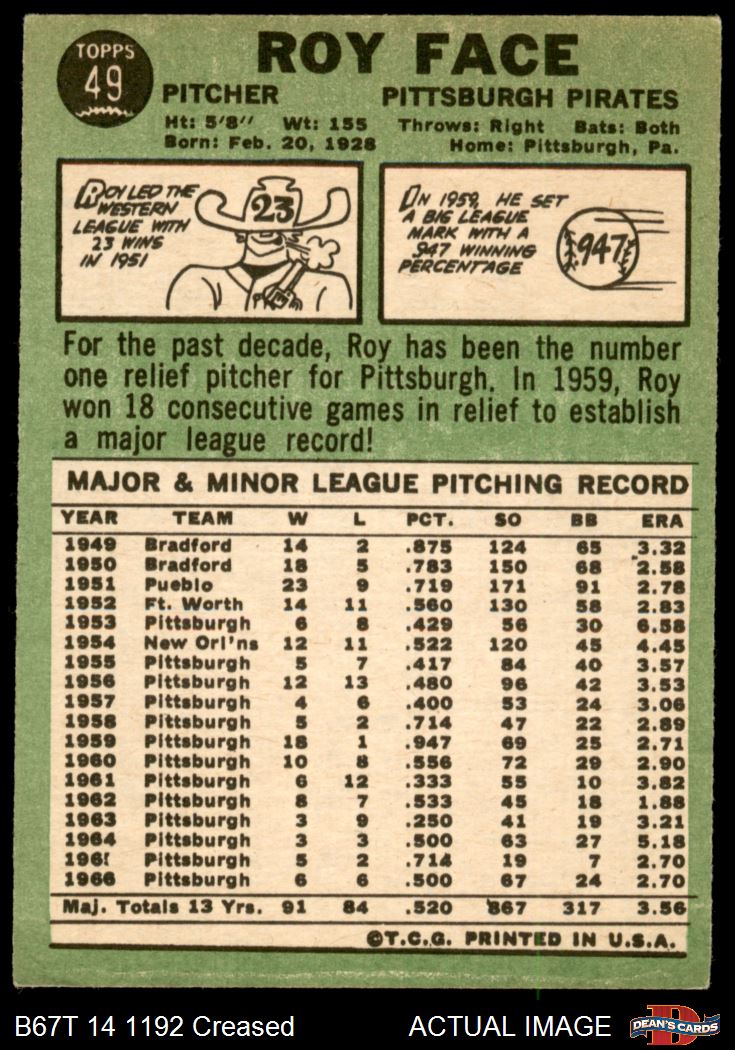 TOPPS
49
ROY FACE
PITCHER PITTSBURGH PIRATES
Ht: 5'8" Wt: 155 Throws: Right Bats: Both
Born: Feb. 20, 1928 Home: Pittsburgh, Pa.
ROY LED THE
WESTERN
LEAGUE WITH
23 WINS
IN 1951
23
IN 1959, HE SET
A BIG LEAGUE
MARK WITH A
.947 WINNING
PERCENTAGE
.947
For the past decade, Roy has been the number
one relief pitcher for Pittsburgh. In 1959, Roy
won 18 consecutive games in relief to establish
a major league record!
MAJOR & MINOR LEAGUE PITCHING RECORD
YEAR TEAM W L PCT. SO BB ERA
1949 Bradford 14 2 .875 124 65 3.32
1950 Bradford 18 5 .783 150 68 2.58
1951 Pueblo 23 9 .719 171 91 2.78
1952 Ft. Worth 14 11 .560 130 58 2.83
1953 Pittsburgh 6 8 .429 56 30 6.58
1954 New Orl'ns 12 11 .522 120 45 4.45
1955 Pittsburgh 5 7 .417 84 40 3.57
1956 Pittsburgh 12 13 .480 96 42 3.53
1957 Pittsburgh 4 6 .400 53 24 3.06
1958 Pittsburgh 5 2 .714 47 22 2.89
1959 Pittsburgh 18 1 .947 69 25 2.71
1960 Pittsburgh 10 8 .556 72 29 2.90
1961 Pittsburgh 6 12 .333 55 10 3.82
1962 Pittsburgh 8 7 .533 45 18 1.88
1963 Pittsburgh 3 9 .250 41 19 3.21
1964 Pittsburgh 3 3 .500 63 27 5.18
Pittsburgh 5 2 .714 19 7 2.70
1966 Pittsburgh 6 6 .500 67 24 2.70
Maj. Totals 13 Yrs. 91 84 .520 867 317 3.56
©T.C.G. PRINTED IN U.S.A.
B67T 14 1192 Creased ACTUAL IMAGE
D
DEAN'S CARDS